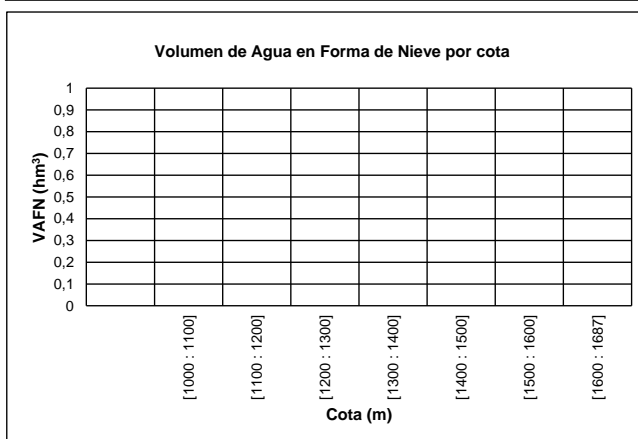 Volumen de Agua en Forma de Nieve por cota
VAFN (hm³)
1
0,9
0,8
0,7
0,6
0,5
0,4
0,3
0,2
0,1
0
[1000 : 1100]
[1100 : 1200]
[1200 : 1300]
[1300 : 1400]
[1400 : 1500]
[1500 : 1600]
[1600 : 1687]
Cota (m)